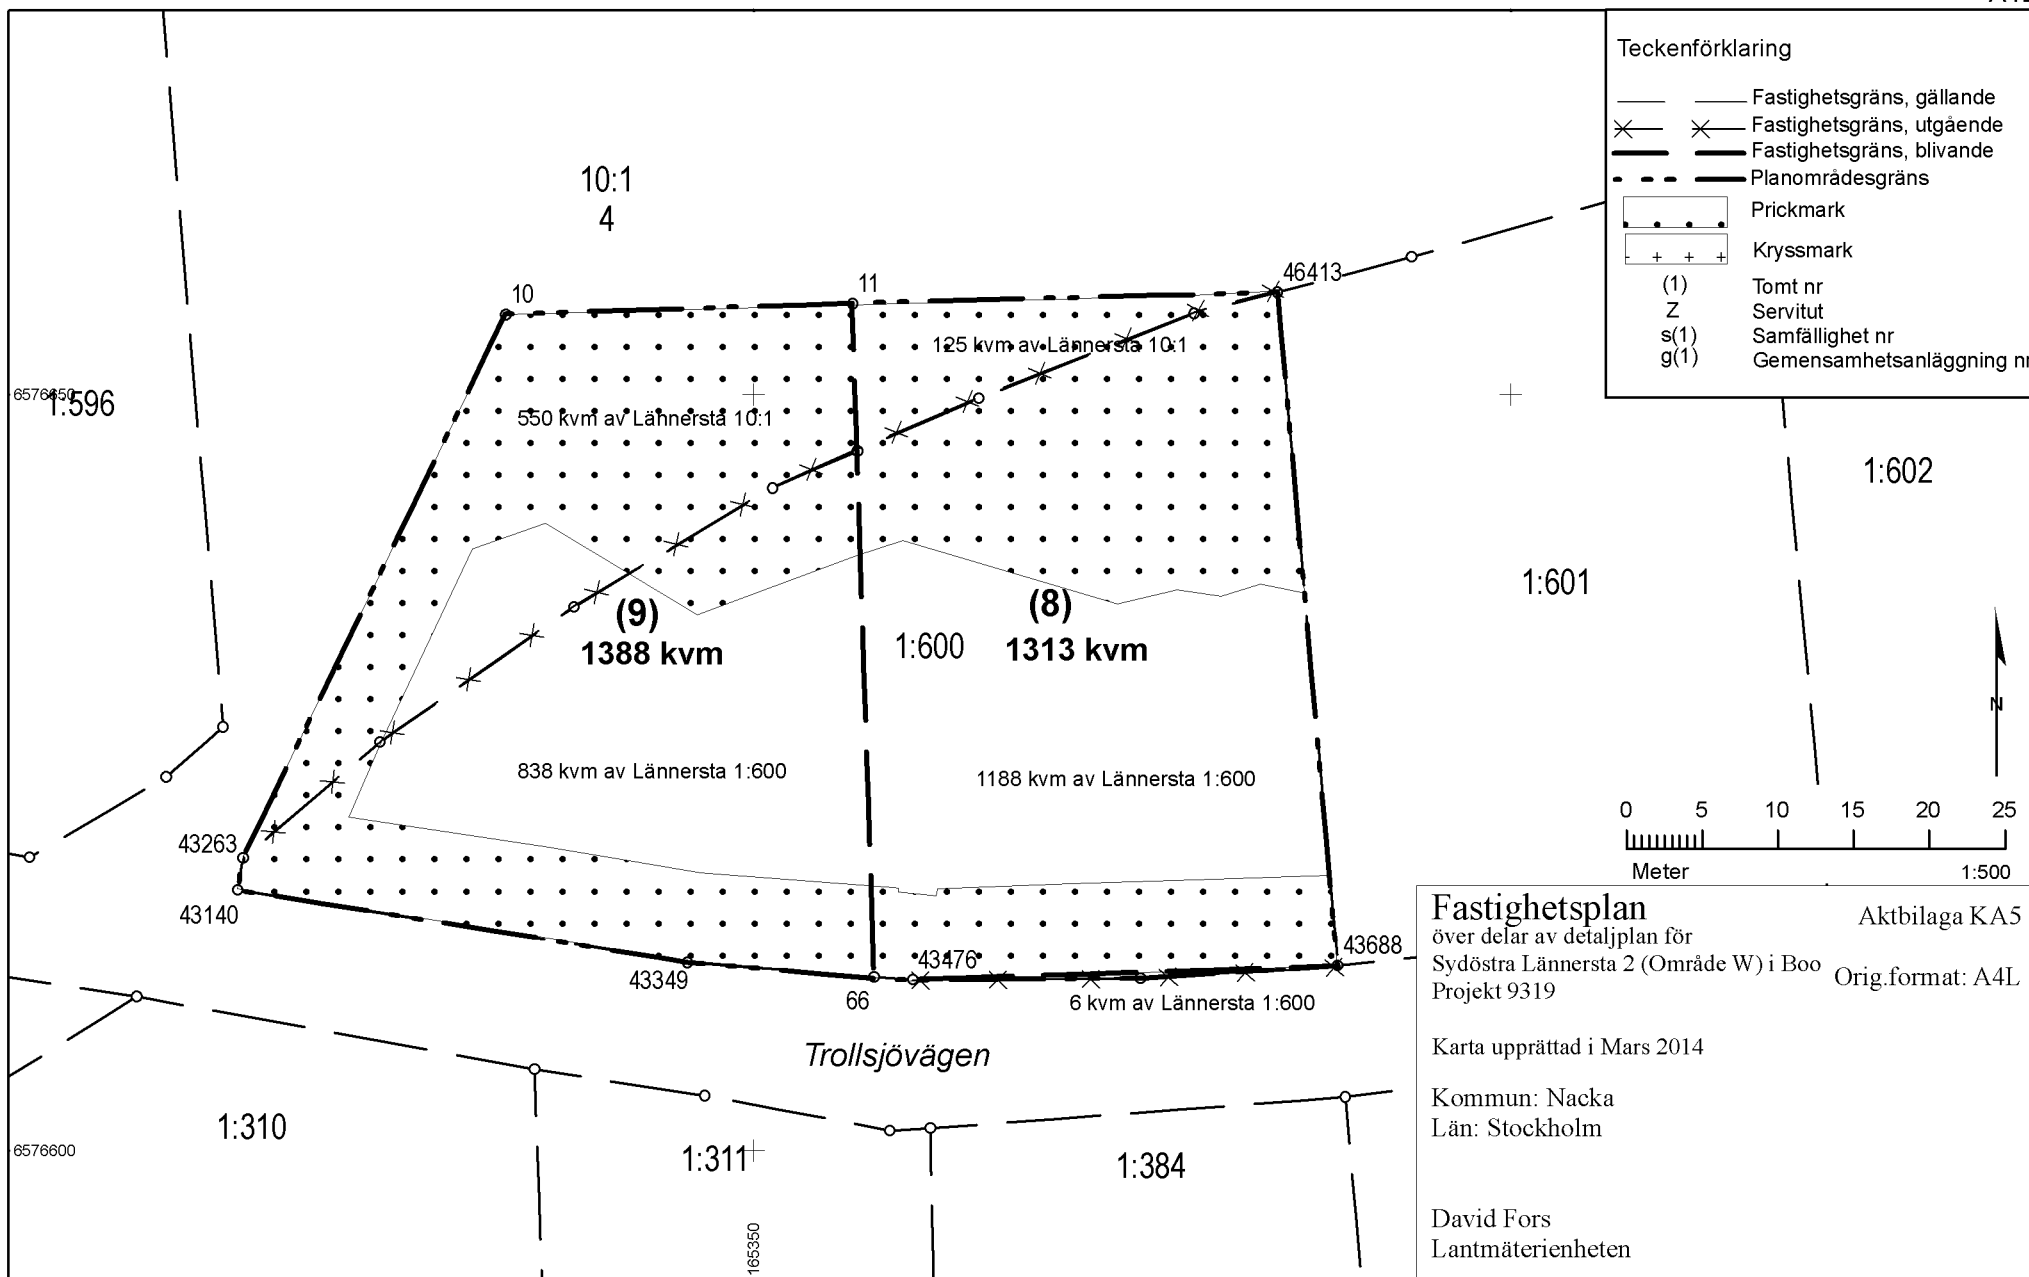 Teckenförklaring
Fastighetsgräns, gällande
Fastighetsgräns, utgående
Fastighetsgräns, blivande
Planområdesgräns
Prickmark
Kryssmark
(1) Tomt nr
Z Servitut
s(1) Samfällighet nr
g(1) Gemensamhetsanläggning nr
10:1
4
10
11
46413
125 kvm av Lännersta 10:1
6576650
1:596
550 kvm av Lännersta 10:1
1:602
1:601
(9)
1388 kvm
1:600
(8)
1313 kvm
N
838 kvm av Lännersta 1:600
1188 kvm av Lännersta 1:600
0 5 10 15 20 25
Meter 1:500
43263
43140
43349
66
43476
43688
6 kvm av Lännersta 1:600
Trollsjövägen
1:310
1:311
1:384
6576600
165350
Fastighetsplan
Aktbilaga KA5
över delar av detaljplan för
Sydöstra Lännersta 2 (Område W) i Boo
Orig.format: A4L
Projekt 9319
Karta upprättad i Mars 2014
Kommun: Nacka
Län: Stockholm
David Fors
Lantmäterienheten